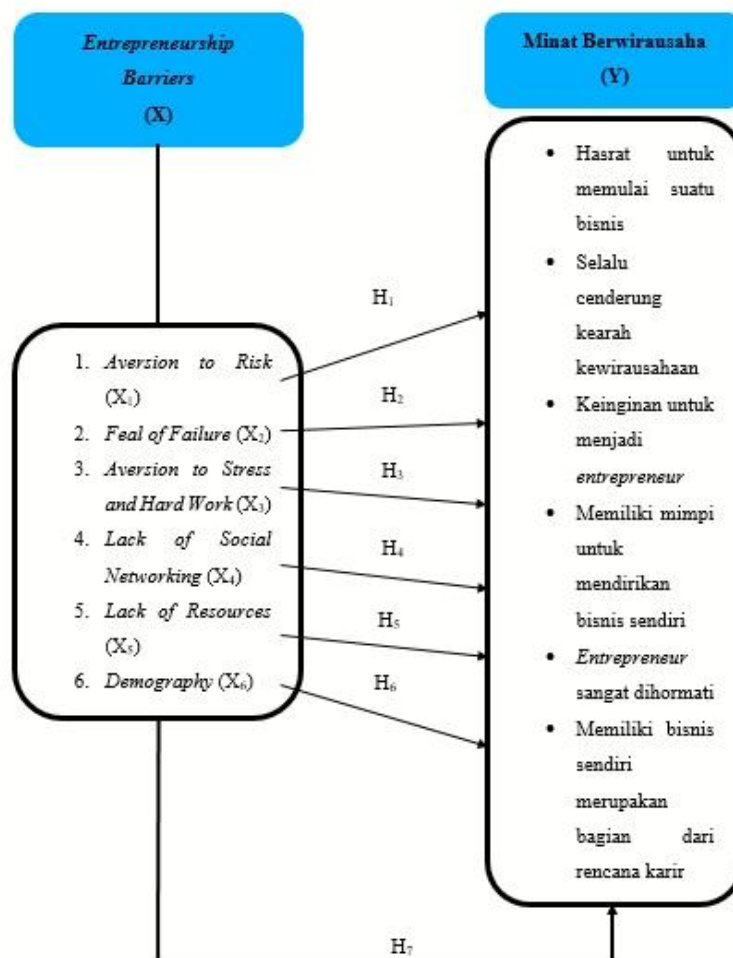 Entrepreneurship
Barriers
(X)
Minat Berwirausaha
(Y)
1. Aversion to Risk
(X₁)
2. Feal of Failure (X₂)
3. Aversion to Stress
and Hard Work (X₃)
4. Lack of Social
Networking (X₄)
5. Lack of Resources
(X₅)
6. Demography (X₆)
H₁
H₂
H₃
H₄
H₅
H₆
• Hasrat untuk
memulai suatu
bisnis
• Selalu
cenderung
kearah
kewirausahaan
• Keinginan untuk
menjadi
entrepreneur
• Memiliki mimpi
untuk
mendirikan
bisnis sendiri
• Entrepreneur
sangat dihormati
• Memiliki bisnis
sendiri
merupakan
bagian dari
rencana karir
H₇